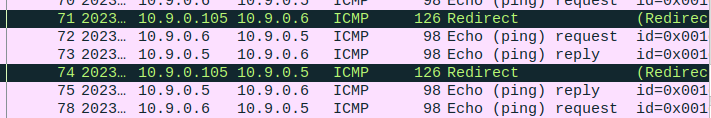 70 2023… 10.9.0.6 10.9.0.5 ICMP 98 Echo (ping) request id=0x001
71 2023… 10.9.0.105 10.9.0.6 ICMP 126 Redirect (Redirec
72 2023… 10.9.0.6 10.9.0.5 ICMP 98 Echo (ping) request id=0x001
73 2023… 10.9.0.5 10.9.0.6 ICMP 98 Echo (ping) reply id=0x001
74 2023… 10.9.0.105 10.9.0.5 ICMP 126 Redirect (Redirec
75 2023… 10.9.0.5 10.9.0.6 ICMP 98 Echo (ping) reply id=0x001
78 2023… 10.9.0.6 10.9.0.5 ICMP 98 Echo (ping) request id=0x001